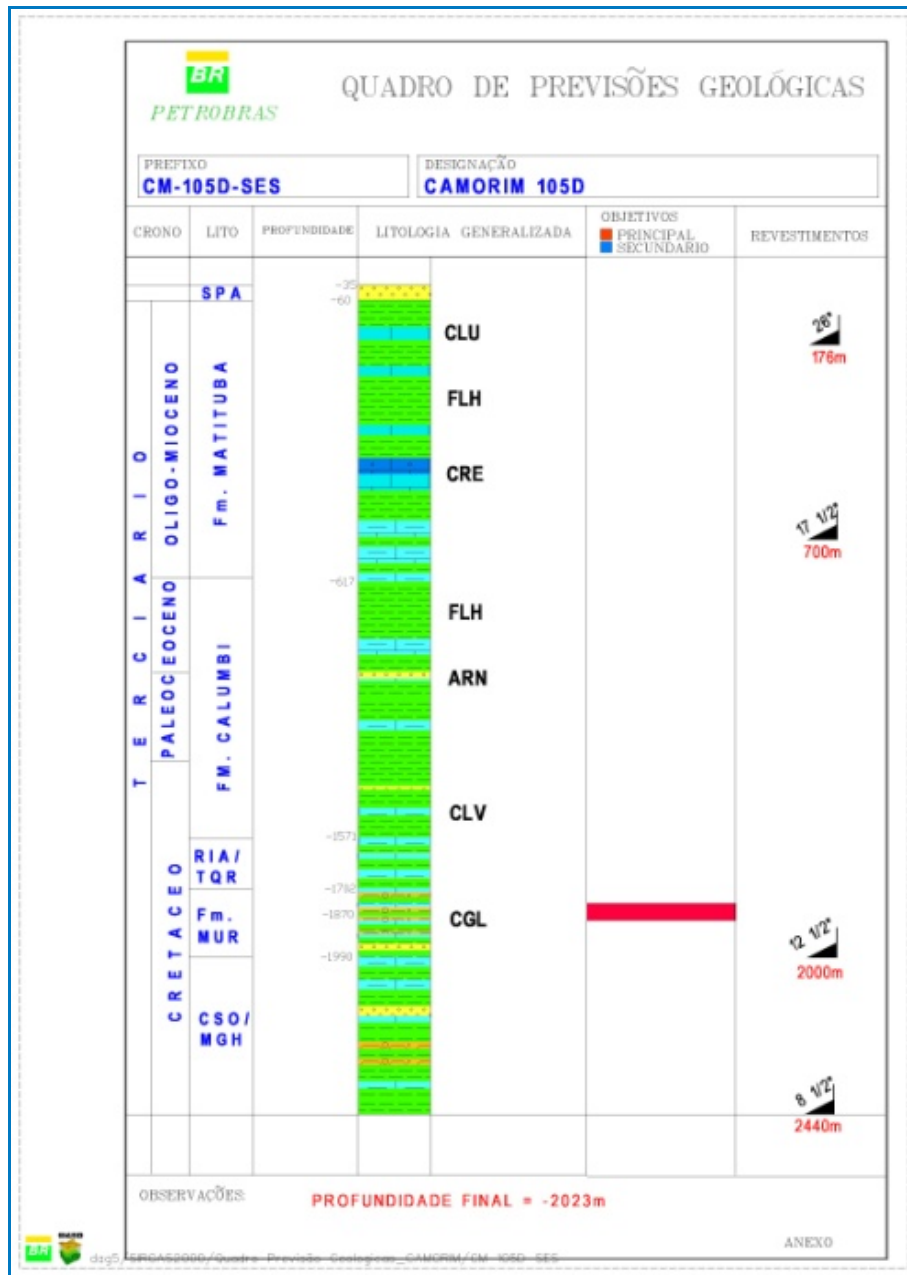 BR
PETROBRAS
QUADRO DE PREVISÕES GEOLÓGICAS
PREFIXO
CM-105D-SES
DESIGNAÇÃO
CAMORIM 105D
CRONO
LITO
PROFUNDIDADE
LITOLOGIA GENERALIZADA
OBJETIVOS
PRINCIPAL
SECUNDARIO
REVESTIMENTOS
TERCIARIO
CRETACEO
OLIGO-MIOCENO
EOCENO
PALEOC
SPA
Fm. MATITUBA
FM. CALUMBI
RIA/
TQR
Fm.
MUR
CSO/
MGH
-35
-60
-617
-1571
-1782
-1870
-1990
CLU
FLH
CRE
FLH
ARN
CLV
CGL
26"
176m
17 1/2"
700m
12 1/2"
2000m
8 1/2"
2440m
OBSERVAÇÕES:
PROFUNDIDADE FINAL = -2023m
ANEXO
BR